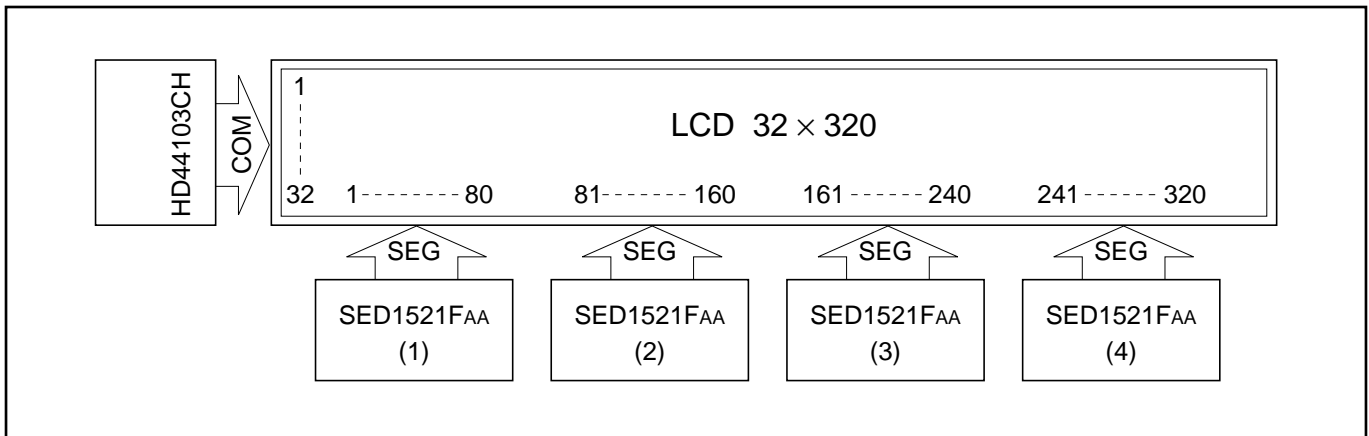 HD44103CH
COM
1
LCD 32 × 320
32 1 80 81 160 161 240 241 320
SEG SEG SEG SEG
SED1521FAA SED1521FAA SED1521FAA SED1521FAA
(1) (2) (3) (4)